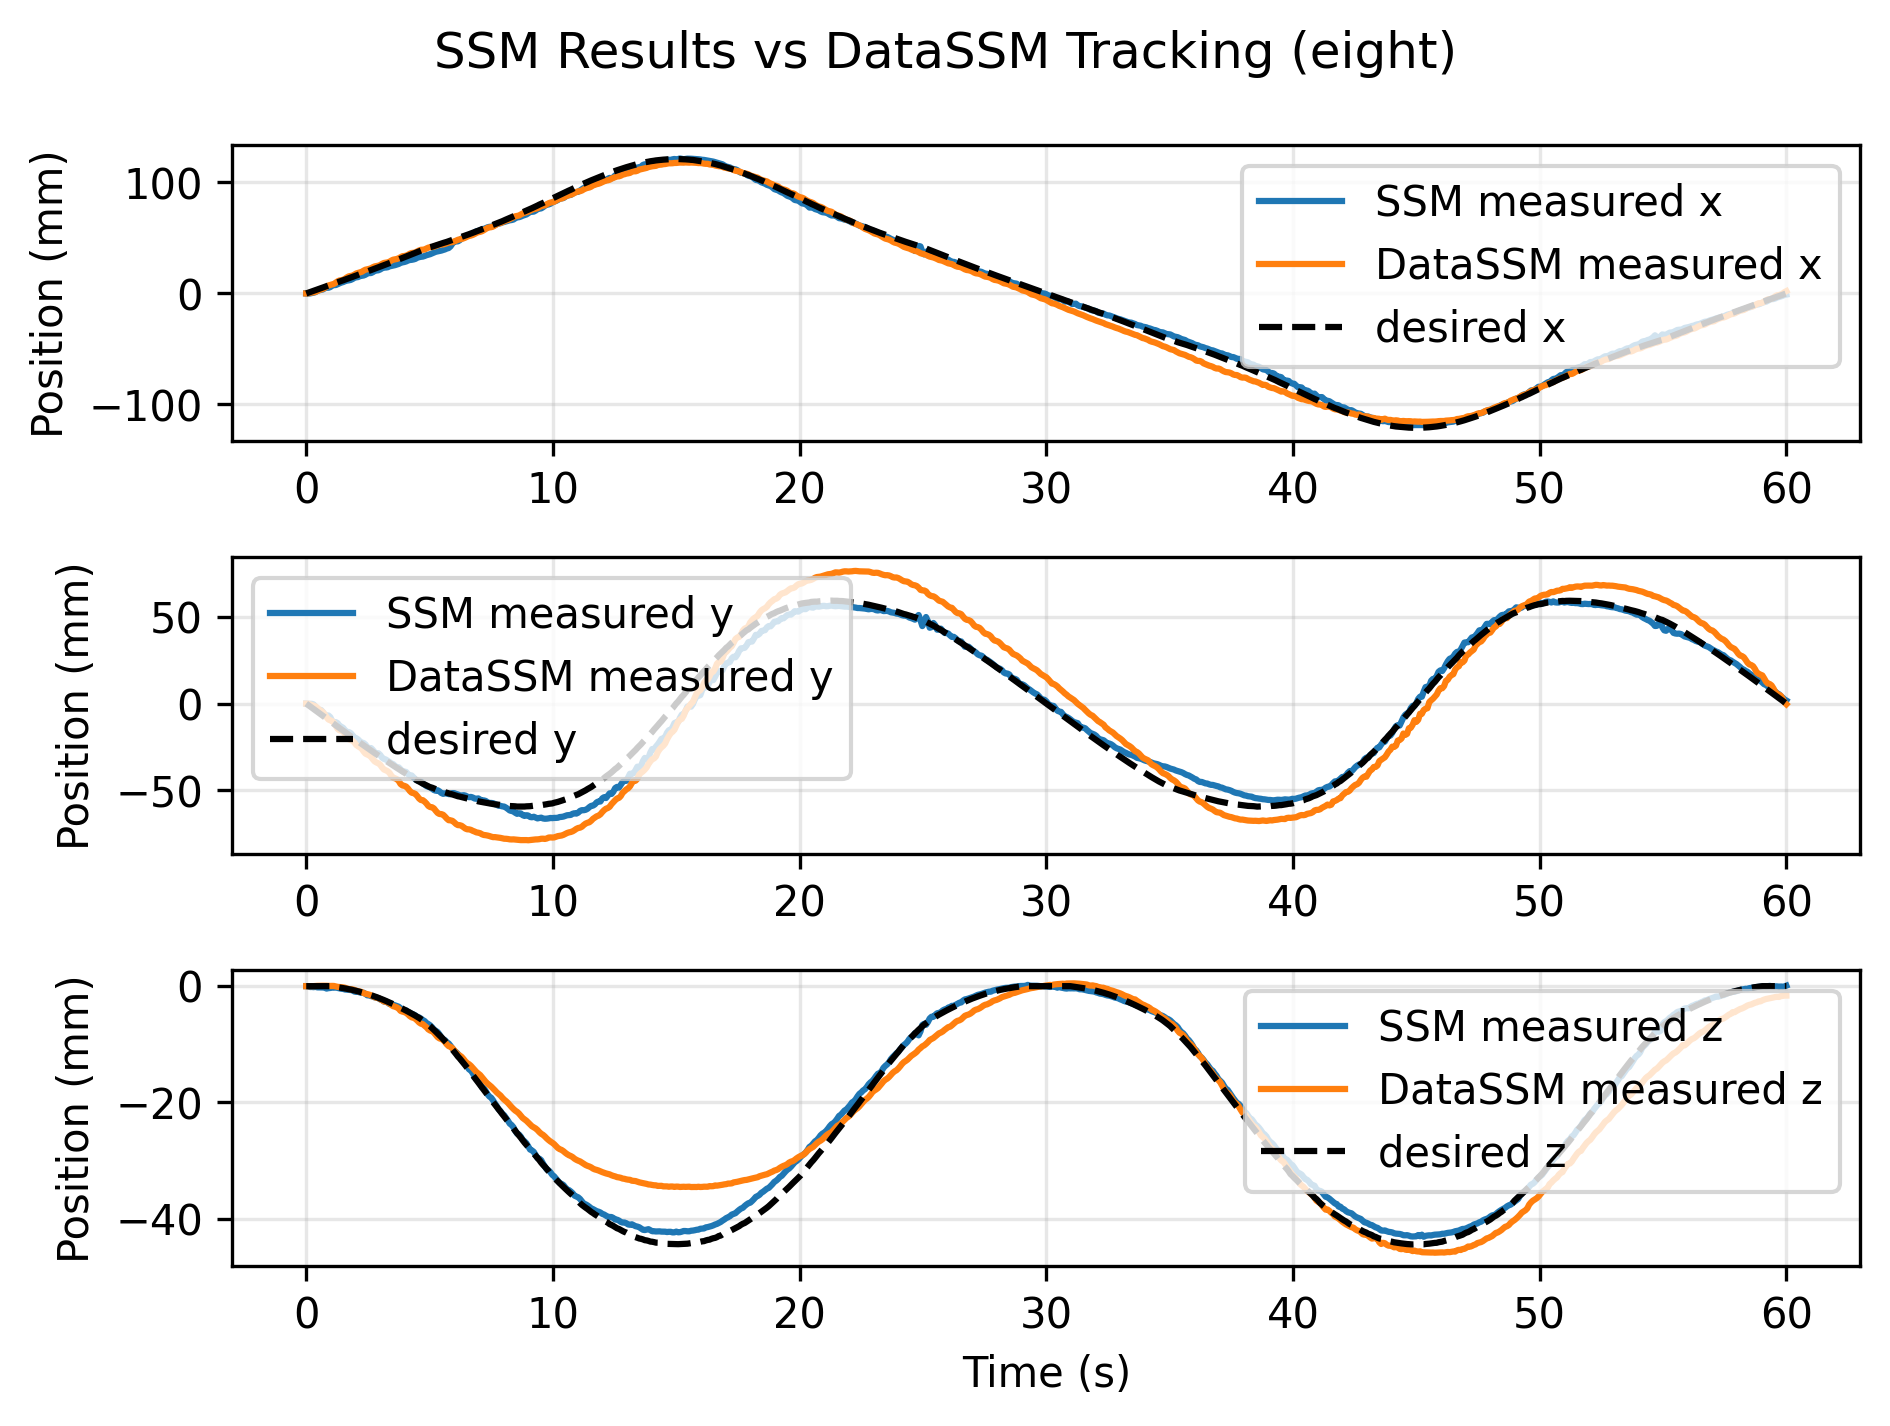 SSM Results vs DataSSM Tracking (eight)
Position (mm)
100
0
−100
SSM measured x
DataSSM measured x
desired x
0 10 20 30 40 50 60
Position (mm)
50
0
−50
SSM measured y
DataSSM measured y
desired y
0 10 20 30 40 50 60
Position (mm)
0
−20
−40
SSM measured z
DataSSM measured z
desired z
0 10 20 30 40 50 60
Time (s)